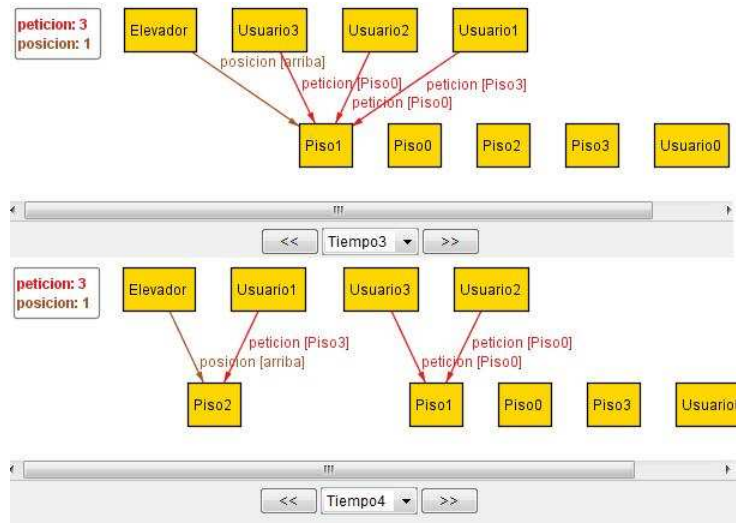 peticion: 3
posicion: 1
Elevador
Usuario3
Usuario2
Usuario1
posicion [arriba]
peticion [Piso0]
peticion [Piso3]
peticion [Piso0]
Piso1
Piso0
Piso2
Piso3
Usuario0
<<
Tiempo3
>>
peticion: 3
posicion: 1
Elevador
Usuario1
Usuario3
Usuario2
peticion [Piso3]
peticion [Piso0]
posicion [arriba]
peticion [Piso0]
Piso2
Piso1
Piso0
Piso3
Usuario
<<
Tiempo4
>>